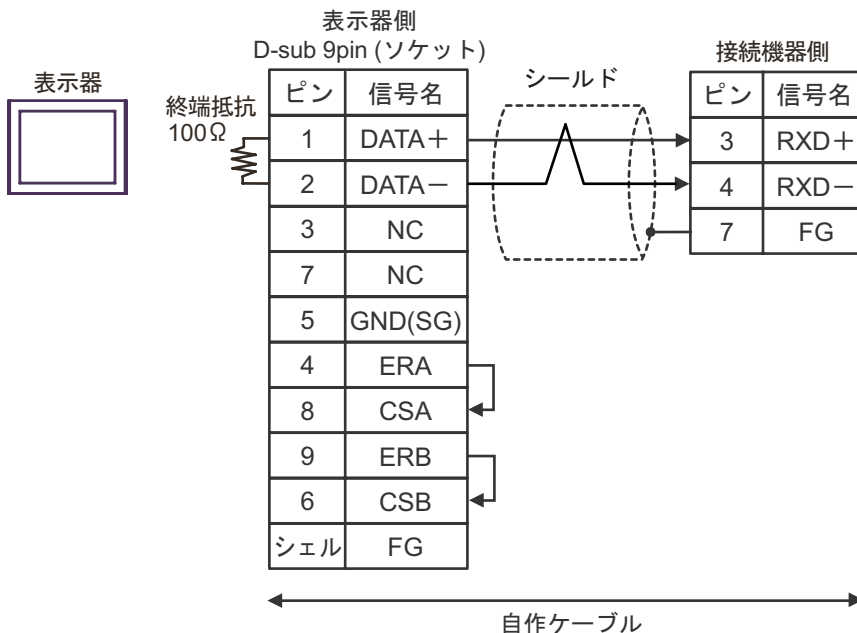 表示器側
D-sub 9pin (ソケット)
表示器
終端抵抗
100Ω
シールド
接続機器側
ピン 信号名
1 DATA＋
2 DATA－
3 NC
7 NC
5 GND(SG)
4 ERA
8 CSA
9 ERB
6 CSB
シェル FG
ピン 信号名
3 RXD＋
4 RXD－
7 FG
自作ケーブル